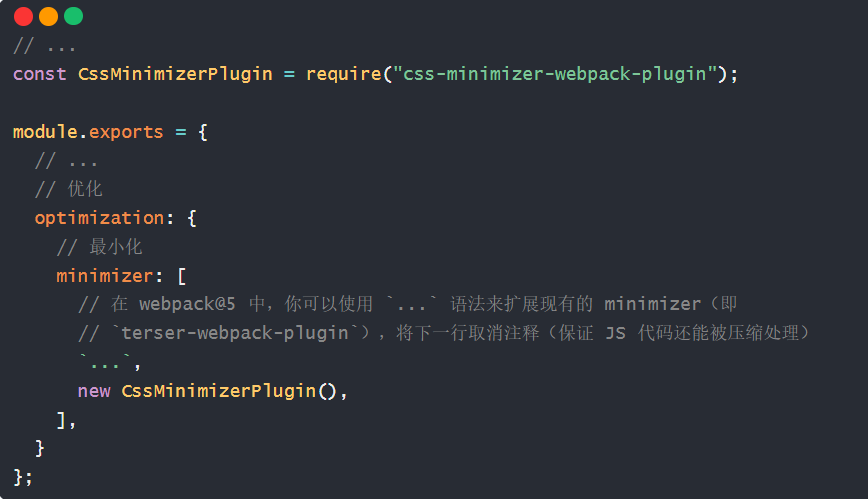 // ...
const CssMinimizerPlugin = require("css-minimizer-webpack-plugin");
module.exports = {
// ...
// 优化
optimization: {
// 最小化
minimizer: [
// 在 webpack@5 中，你可以使用 `...` 语法来扩展现有的 minimizer（即
// `terser-webpack-plugin`），将下一行取消注释（保证 JS 代码还能被压缩处理）
`...`,
new CssMinimizerPlugin(),
],
}
};